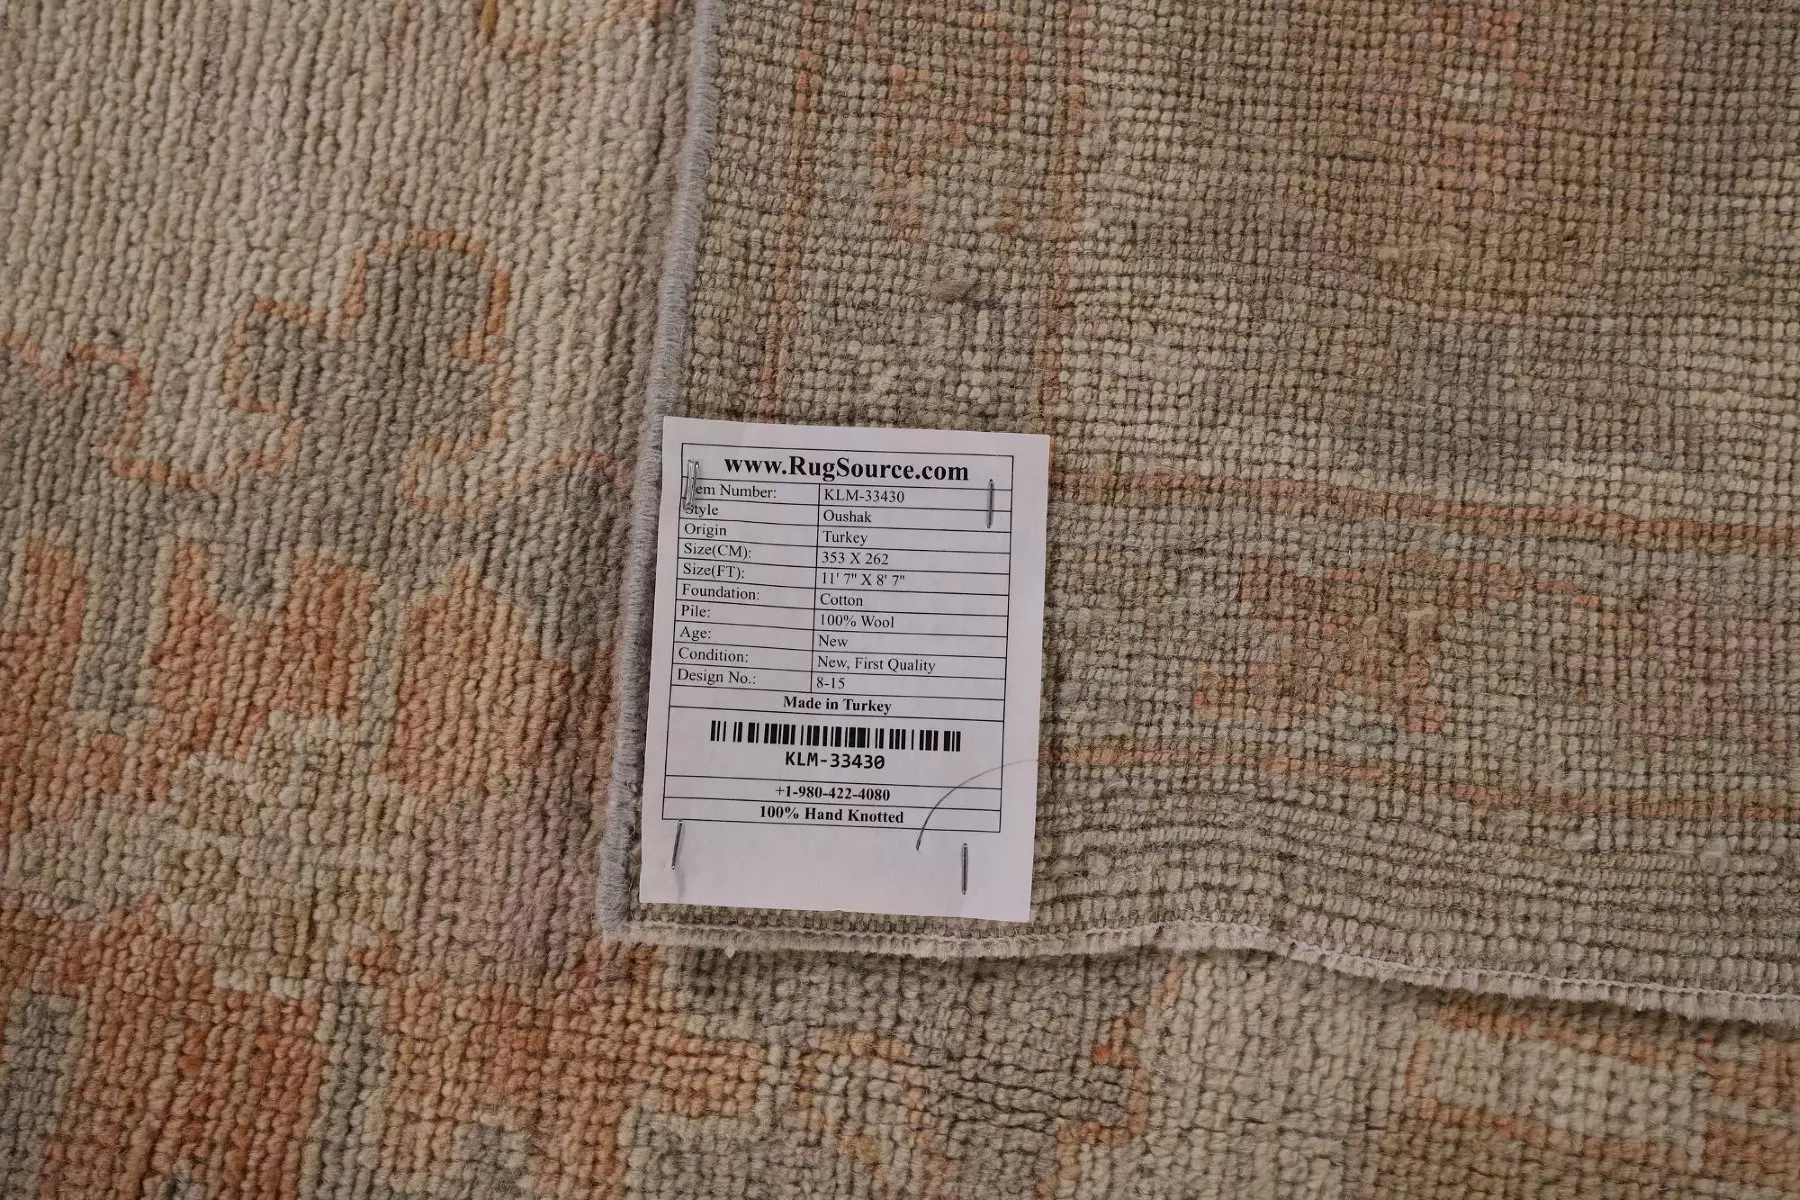 www.RugSource.com
Item Number: KLM-33430
Style Oushak
Origin Turkey
Size(CM): 353 X 262
Size(FT): 11' 7" X 8' 7"
Foundation: Cotton
Pile: 100% Wool
Age: New
Condition: New, First Quality
Design No.: 8-15
Made in Turkey
KLM-33430
+1-980-422-4080
100% Hand Knotted